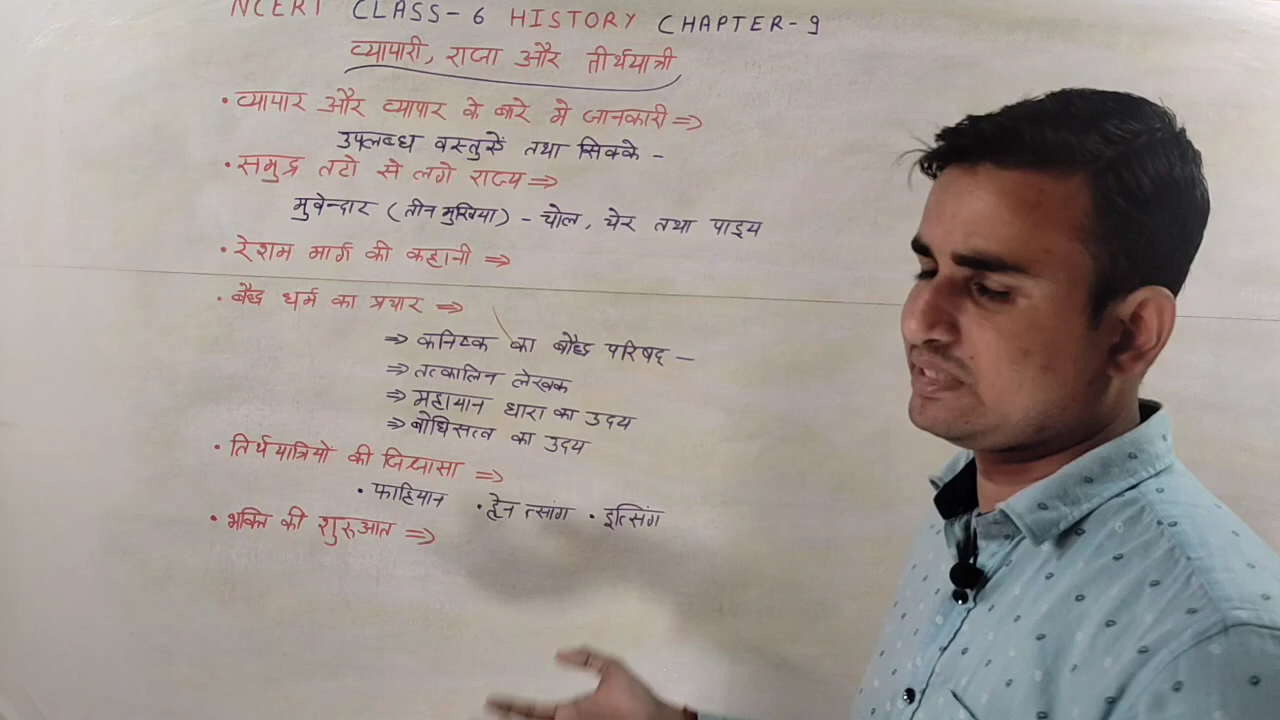 NCERT CLASS-6 HISTORY CHAPTER-9
व्यापारी, राजा और तीर्थयात्री
• व्यापार और व्यापार के बारे मे जानकारी ⇒
उपलब्ध वस्तुएँ तथा सिक्के -
• समुद्र तटो से लगे राज्य ⇒
मुवेन्दार (तीन मुखिया) - चोल, चेर तथा पाड्य
• रेशम मार्ग की कहानी ⇒
• बौद्ध धर्म का प्रचार ⇒
⇒ कनिष्क का बौद्ध परिषद् -
⇒ तत्कालिन लेखक
⇒ महायान धारा का उदय
⇒ बोधिसत्व का उदय
• तिर्थयात्रियों की जिज्ञासा ⇒
• फाहियान • ह्वेन त्सांग • इत्सिंग
• भक्ति की शुरुआत ⇒